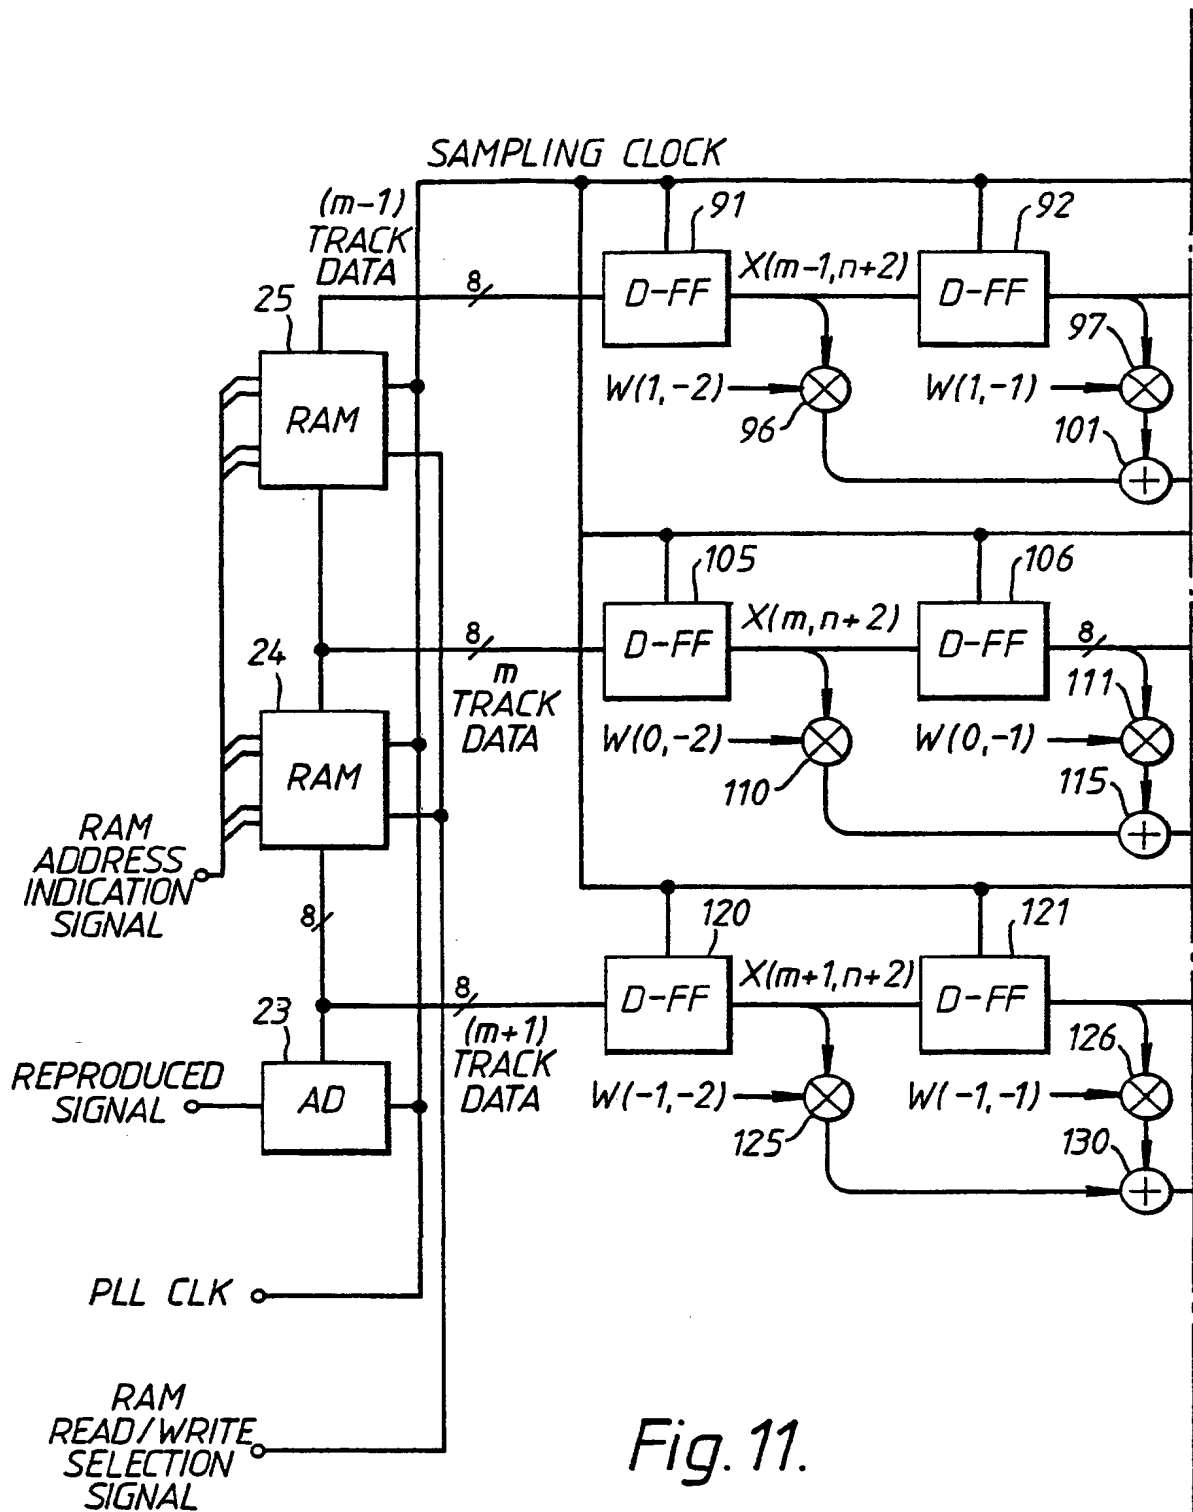 SAMPLING CLOCK
(m-1)
TRACK
DATA
91
92
8
D-FF
X(m-1,n+2)
D-FF
25
97
RAM
W(1,-2)
96
W(1,-1)
101
105
106
8
D-FF
X(m,n+2)
D-FF
8
24
m
TRACK
DATA
111
RAM
W(0,-2)
110
W(0,-1)
115
RAM
ADDRESS
INDICATION
SIGNAL
8
120
121
8
D-FF
X(m+1,n+2)
D-FF
23
(m+1)
TRACK
DATA
126
REPRODUCED
SIGNAL
AD
W(-1,-2)
125
W(-1,-1)
130
PLL CLK
RAM
READ/WRITE
SELECTION
SIGNAL
Fig. 11.